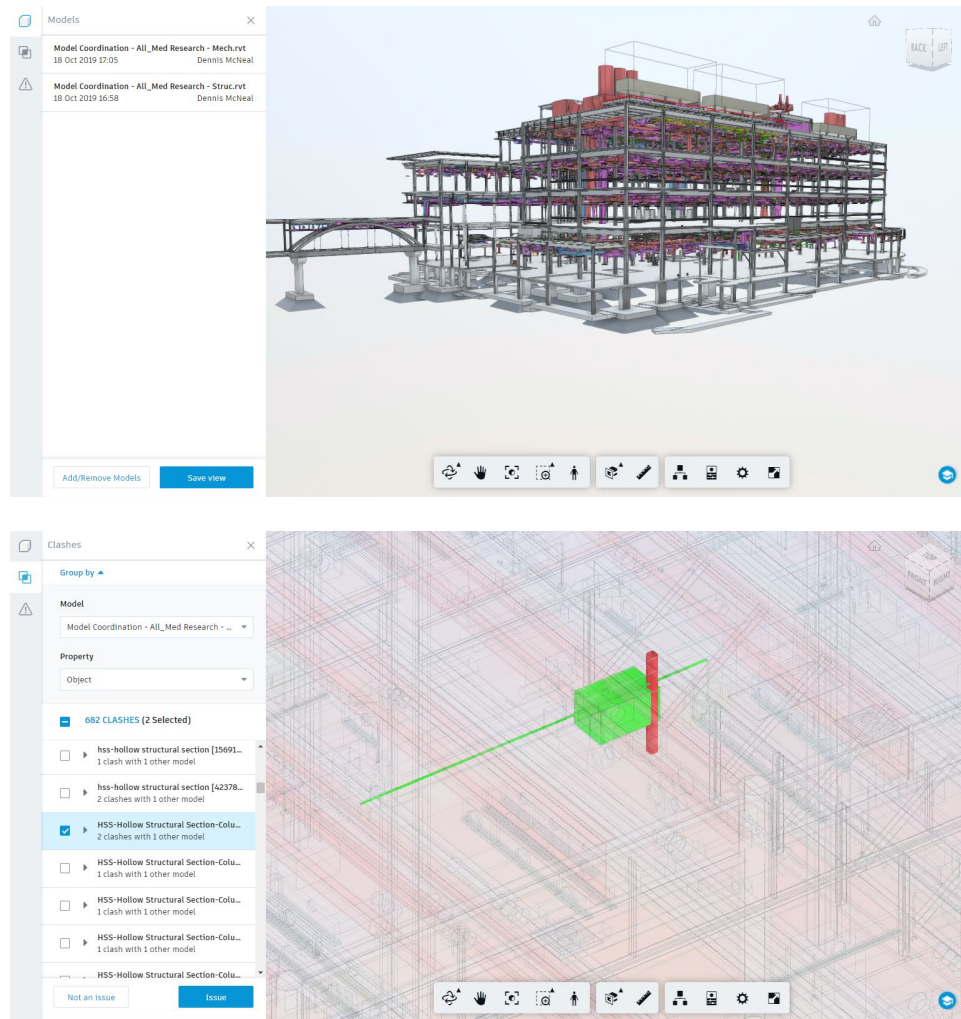 Models
Model Coordination - All_Med Research - Mech.rvt
18 Oct 2019 17:05 Dennis McNeal
Model Coordination - All_Med Research - Struc.rvt
18 Oct 2019 16:58 Dennis McNeal
BACK LEFT
Add/Remove Models Save view
Clashes
Group by
Model
Model Coordination - All_Med Research - ...
Property
Object
682 CLASHES (2 Selected)
hss-hollow structural section [15691...
1 clash with 1 other model
hss-hollow structural section [42378...
2 clashes with 1 other model
HSS-Hollow Structural Section-Colu...
2 clashes with 1 other model
HSS-Hollow Structural Section-Colu...
1 clash with 1 other model
HSS-Hollow Structural Section-Colu...
1 clash with 1 other model
HSS-Hollow Structural Section-Colu...
1 clash with 1 other model
HSS-Hollow Structural Section-Colu...
Not an issue Issue
TOP
FRONT RIGHT